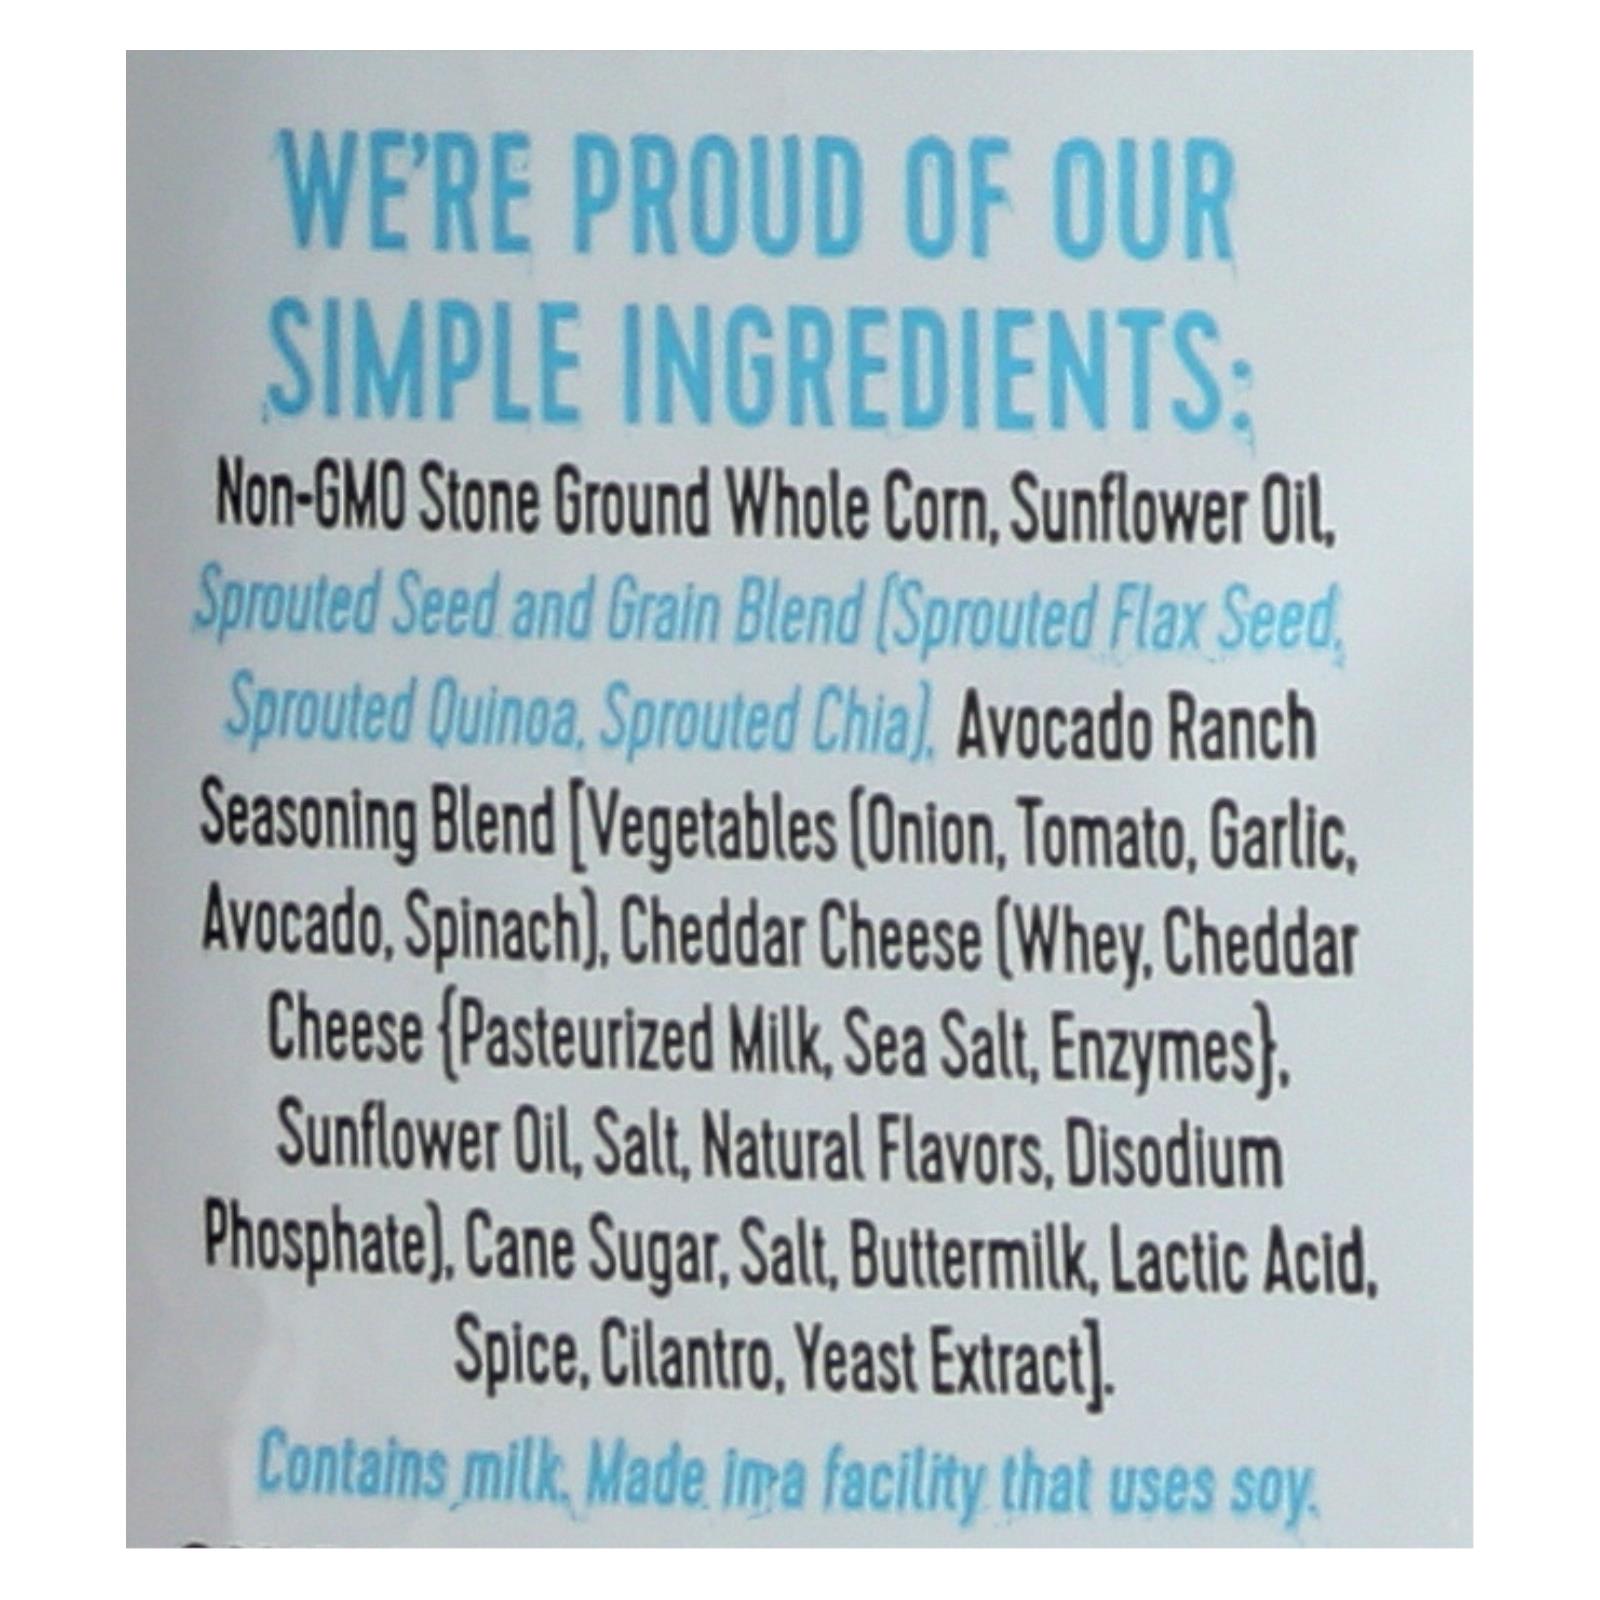 WE'RE PROUD OF OUR
SIMPLE INGREDIENTS:
Non-GMO Stone Ground Whole Corn, Sunflower Oil,
Sprouted Seed and Grain Blend (Sprouted Flax Seed,
Sprouted Quinoa, Sprouted Chia), Avocado Ranch
Seasoning Blend [Vegetables (Onion, Tomato, Garlic,
Avocado, Spinach), Cheddar Cheese (Whey, Cheddar
Cheese {Pasteurized Milk, Sea Salt, Enzymes},
Sunflower Oil, Salt, Natural Flavors, Disodium
Phosphate), Cane Sugar, Salt, Buttermilk, Lactic Acid,
Spice, Cilantro, Yeast Extract].
Contains milk. Made in a facility that uses soy.